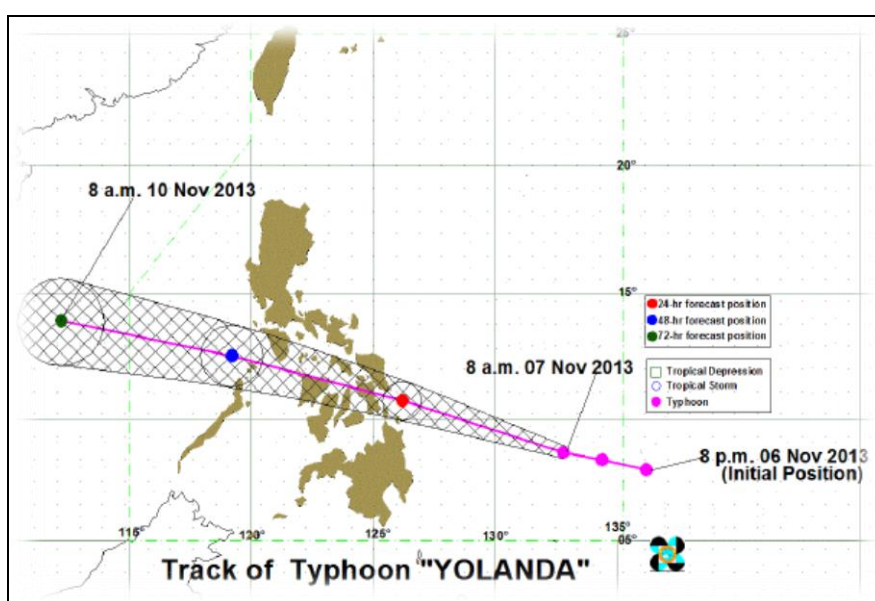 25°
20°
8 a.m. 10 Nov 2013
15°
24-hr forecast position
48-hr forecast position
72-hr forecast position
8 a.m. 07 Nov 2013
Tropical Depression
Tropical Storm
Typhoon
8 p.m. 06 Nov 2013
(Initial Position)
115°
120°
125°
130°
135°
05°
Track of Typhoon "YOLANDA"